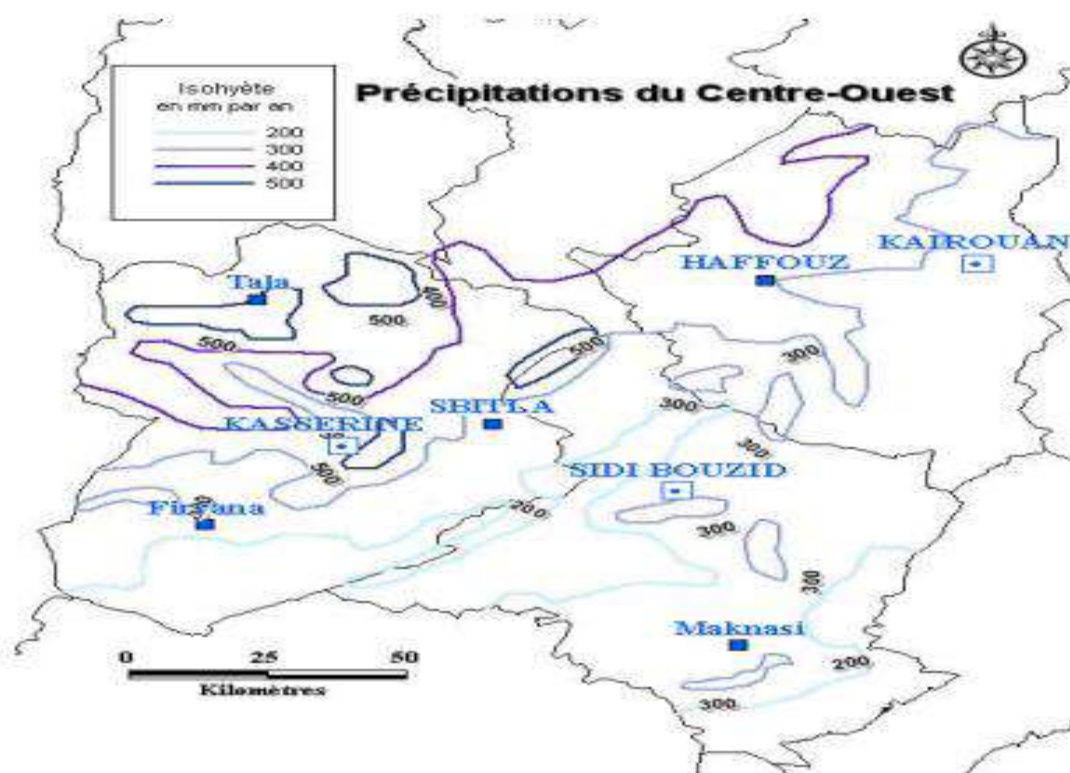 Précipitations du Centre-Ouest
Isohyète
en mm par an
200
300
400
500
KAIROUAN
HAFFOUZ
Tala
400
500
500
500
300
500
SBITLA
300
KASSERINE
300
500
SIDI BOUZID
Firyana
200
300
300
Maknasi
200
300
0 25 50
Kilomètres